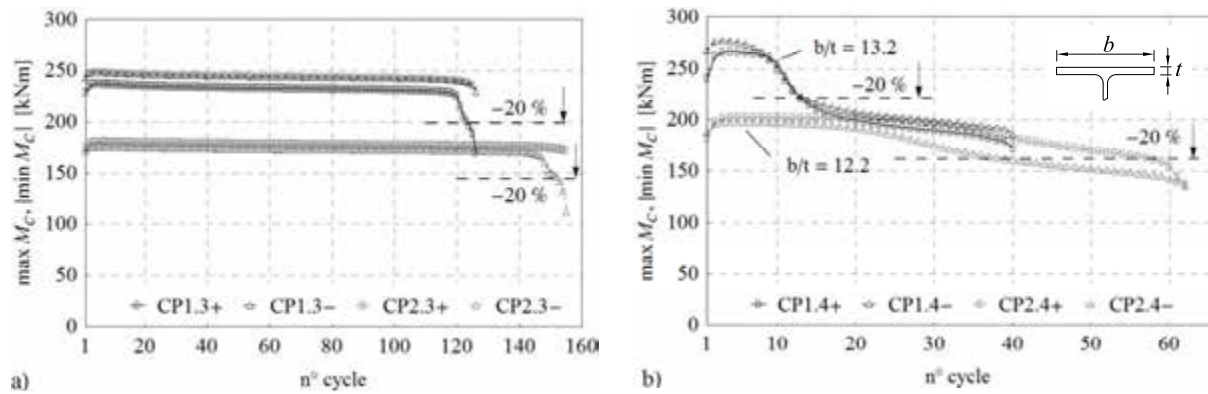 max M_C, |min M_C| [kNm]
300
250
200
150
100
50
0
−20 %
−20 %
CP1.3+ CP1.3− CP2.3+ CP2.3−
1 20 40 60 80 100 120 140 160
n° cycle
a)
max M_C, |min M_C| [kNm]
300
250
200
150
100
50
0
b/t = 13.2
b
t
−20 %
−20 %
b/t = 12.2
CP1.4+ CP1.4− CP2.4+ CP2.4−
1 10 20 30 40 50 60
n° cycle
b)